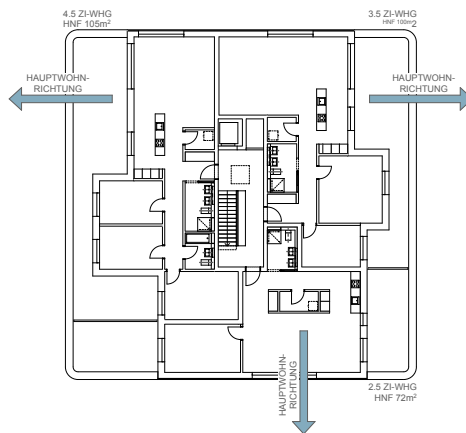 4.5 ZI-WHG
HNF 105m²
3.5 ZI-WHG
HNF 100m2
HAUPTWOHN-
RICHTUNG
HAUPTWOHN-
RICHTUNG
HAUPTWOHN-
RICHTUNG
2.5 ZI-WHG
HNF 72m²